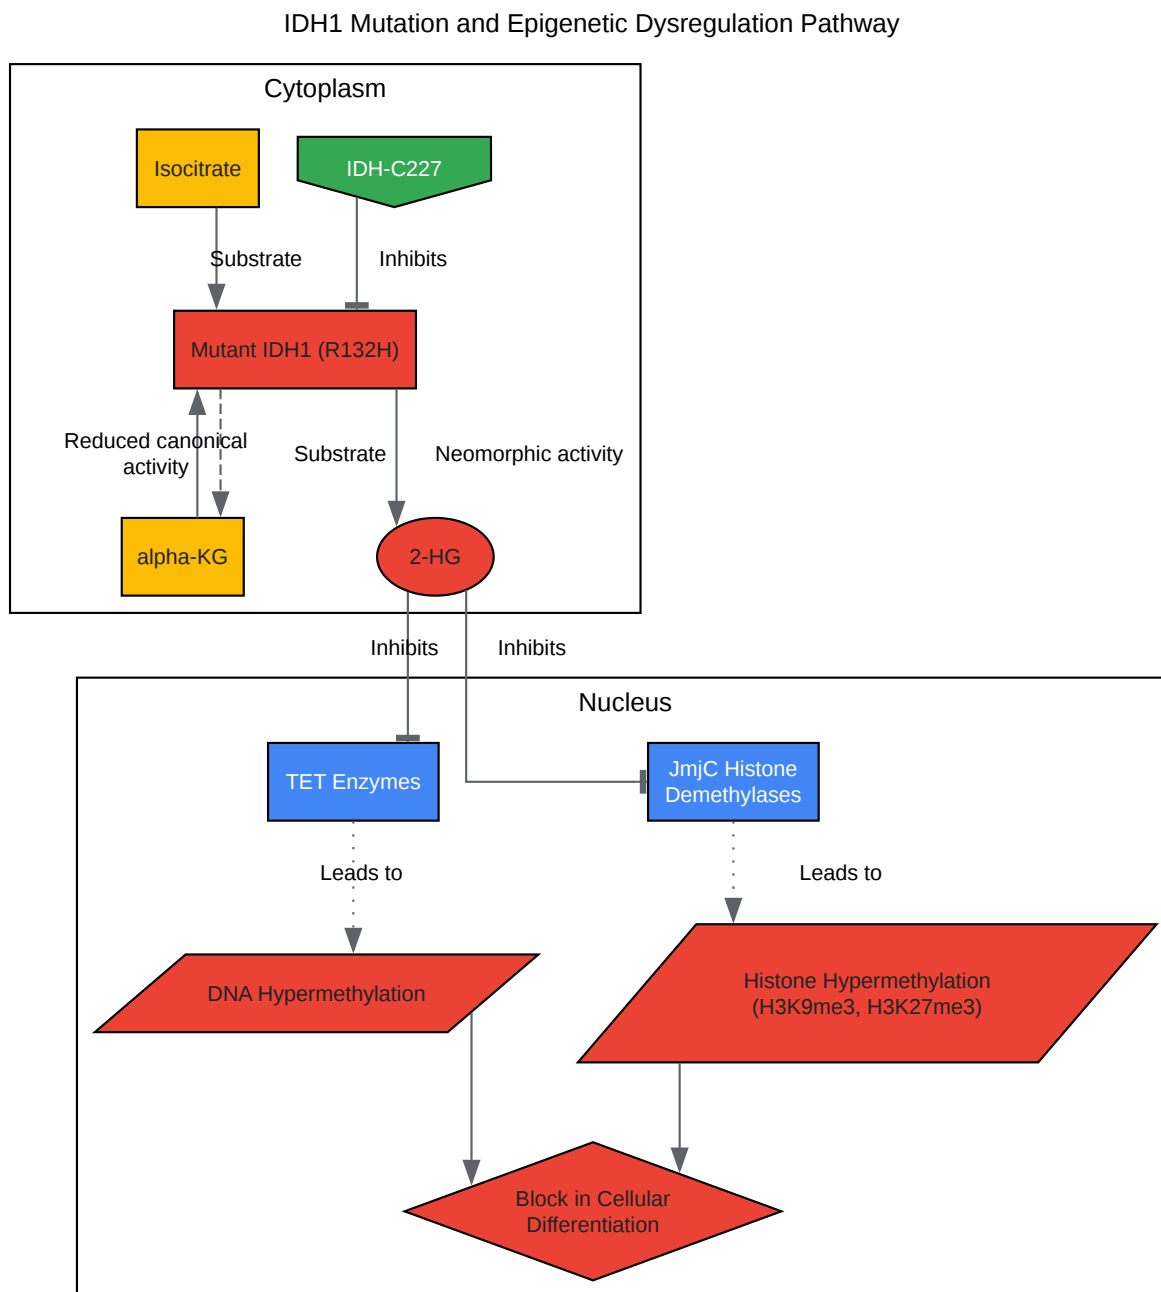 IDH1 Mutation and Epigenetic Dysregulation Pathway
Cytoplasm
Isocitrate
IDH-C227
Substrate
Inhibits
Mutant IDH1 (R132H)
Reduced canonical
activity
Substrate
Neomorphic activity
alpha-KG
2-HG
Inhibits
Inhibits
Nucleus
TET Enzymes
JmjC Histone
Demethylases
Leads to
Leads to
DNA Hypermethylation
Histone Hypermethylation
(H3K9me3, H3K27me3)
Block in Cellular
Differentiation